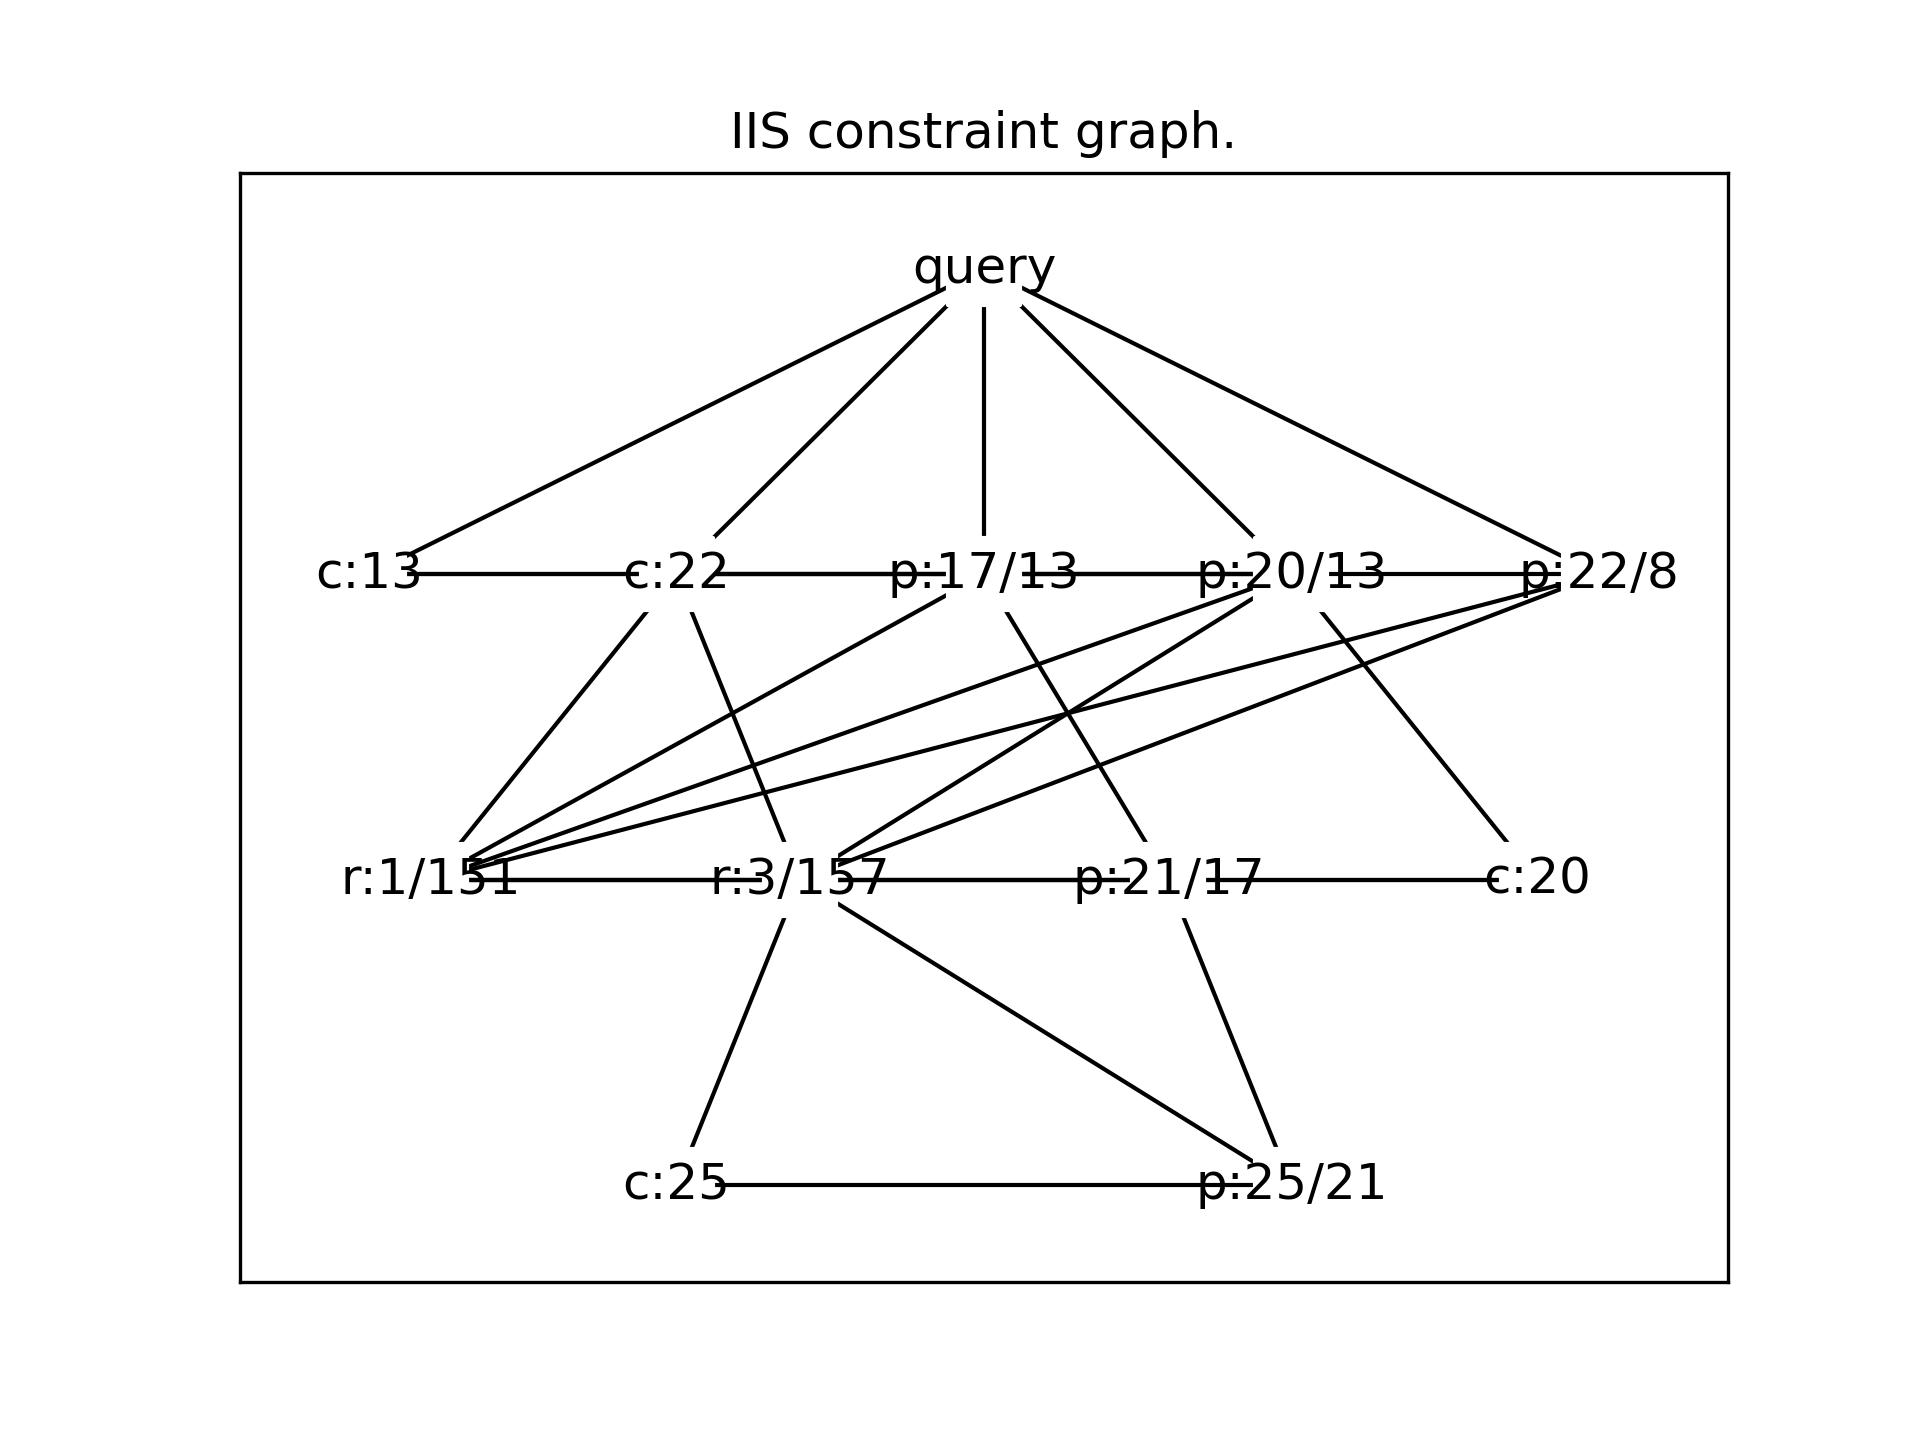 IIS constraint graph.
query
c:13 c:22 p:17/13 p:20/13 p:22/8
r:1/151 r:3/157 p:21/17 c:20
c:25 p:25/21